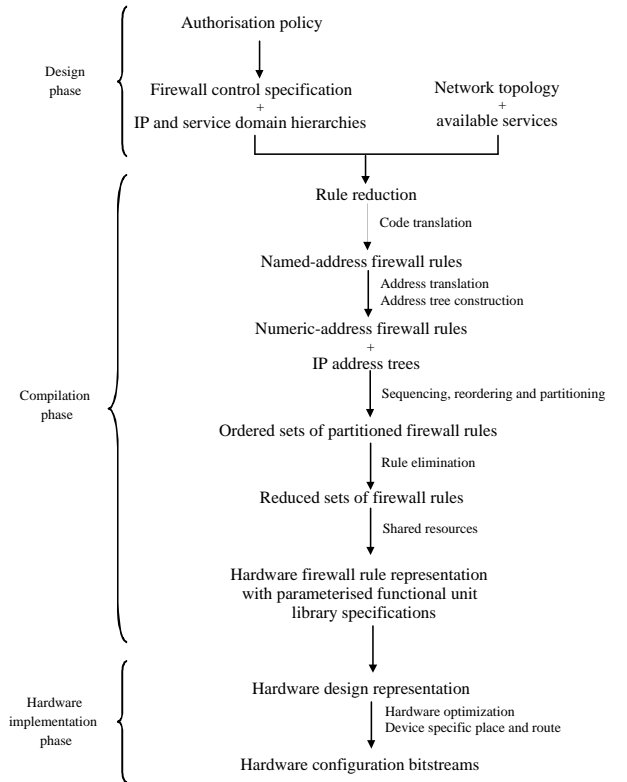 Authorisation policy
Design
phase
Firewall control specification
+
IP and service domain hierarchies
Network topology
+
available services
Rule reduction
Code translation
Named-address firewall rules
Address translation
Address tree construction
Numeric-address firewall rules
+
IP address trees
Compilation
phase
Sequencing, reordering and partitioning
Ordered sets of partitioned firewall rules
Rule elimination
Reduced sets of firewall rules
Shared resources
Hardware firewall rule representation
with parameterised functional unit
library specifications
Hardware
implementation
phase
Hardware design representation
Hardware optimization
Device specific place and route
Hardware configuration bitstreams